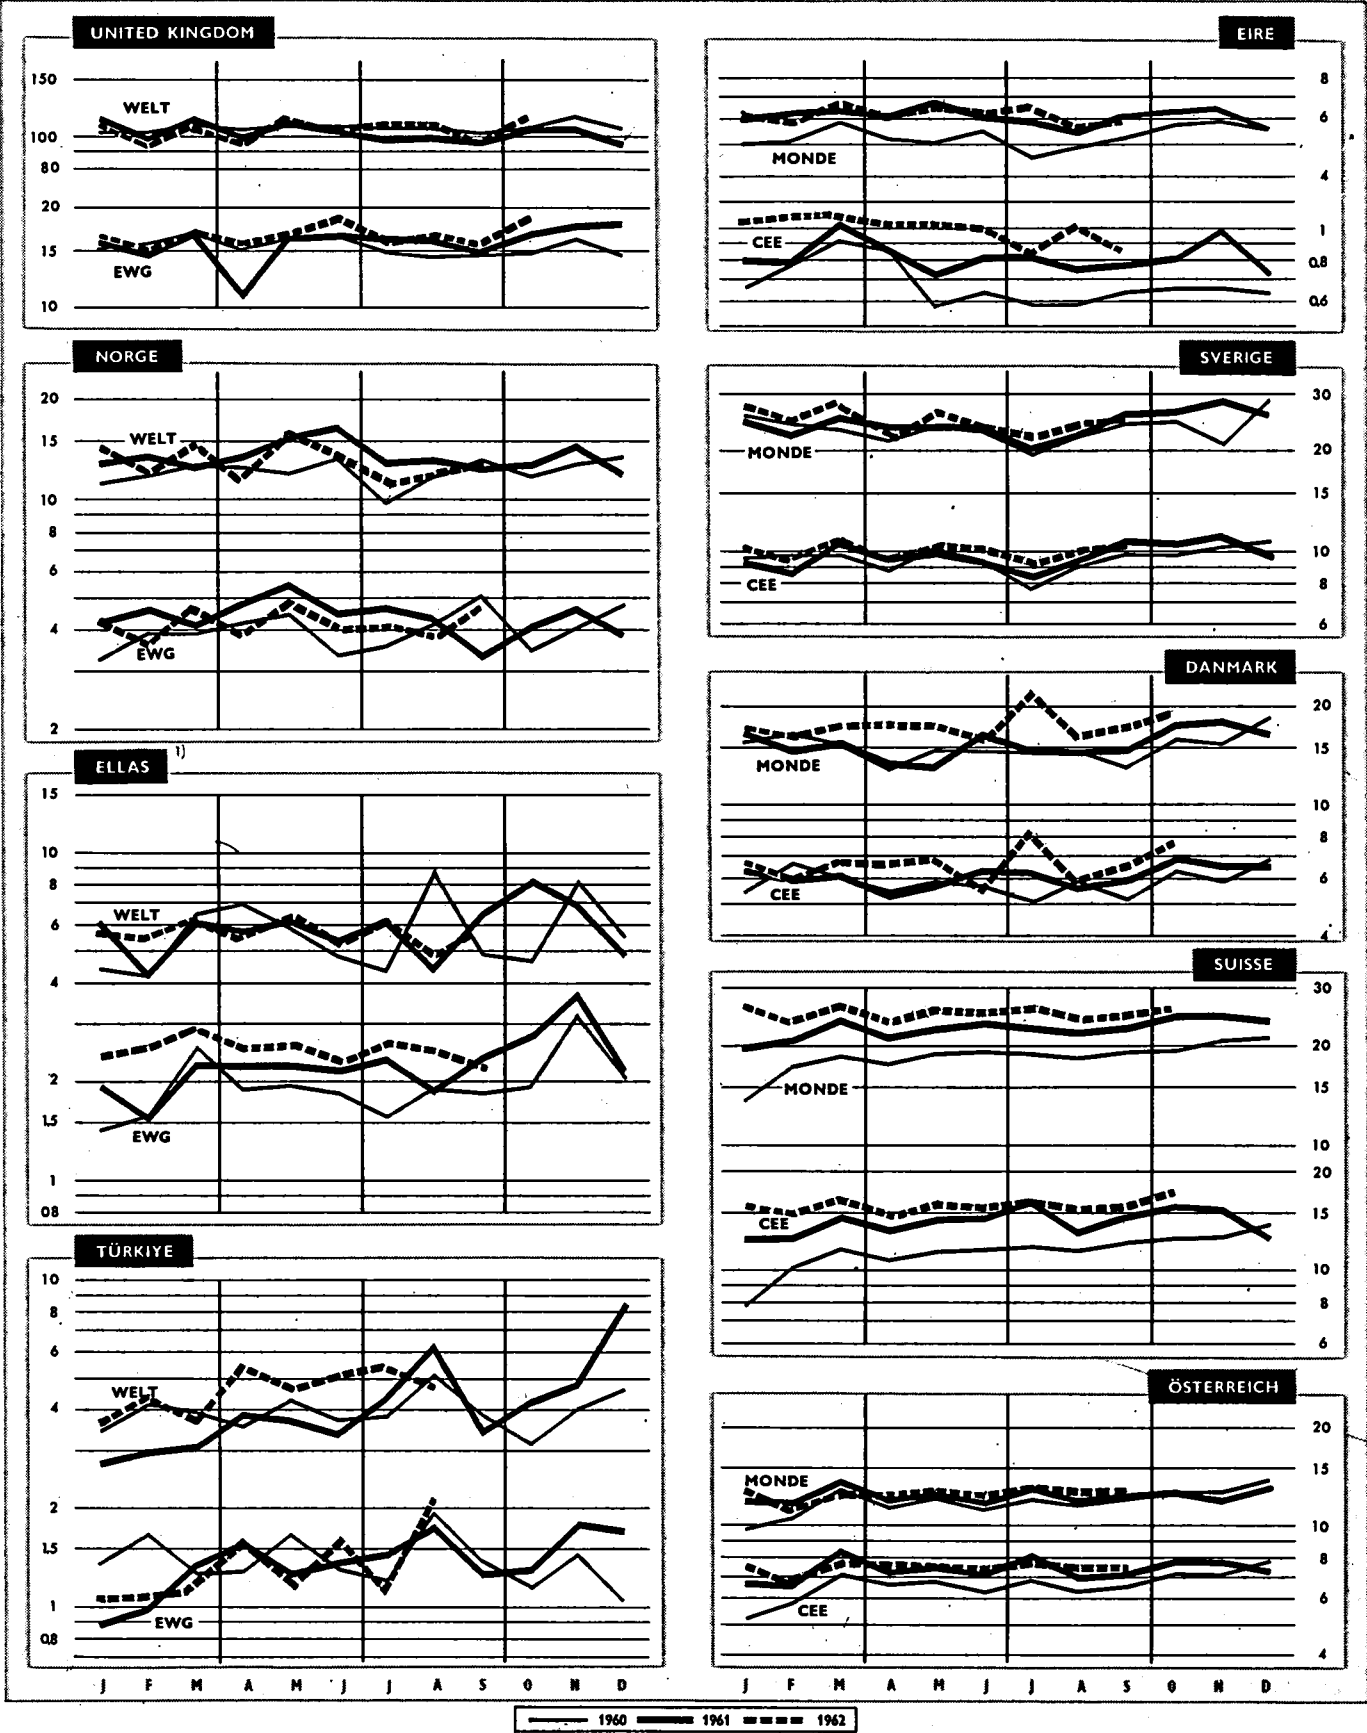 UNITED KINGDOM
150
WELT
100
80
20
15
EWG
10
EIRE
8
6
MONDE
4
CEE
1
0.8
0.6
NORGE
20
15
WELT
10
8
6
4
EWG
2
SVERIGE
30
20
MONDE
15
10
CEE
8
6
ELLAS 1)
15
10
8
WELT
6
4
2
1.5
EWG
1
0.8
DANMARK
20
15
MONDE
10
8
6
CEE
4
SUISSE
30
20
15
MONDE
10
20
15
CEE
10
8
6
TÜRKIYE
10
8
6
WELT
4
2
1.5
1
EWG
0.8
J F M A M J J A S O N D
ÖSTERREICH
20
15
MONDE
10
8
6
CEE
4
J F M A M J J A S O N D
1960 1961 1962